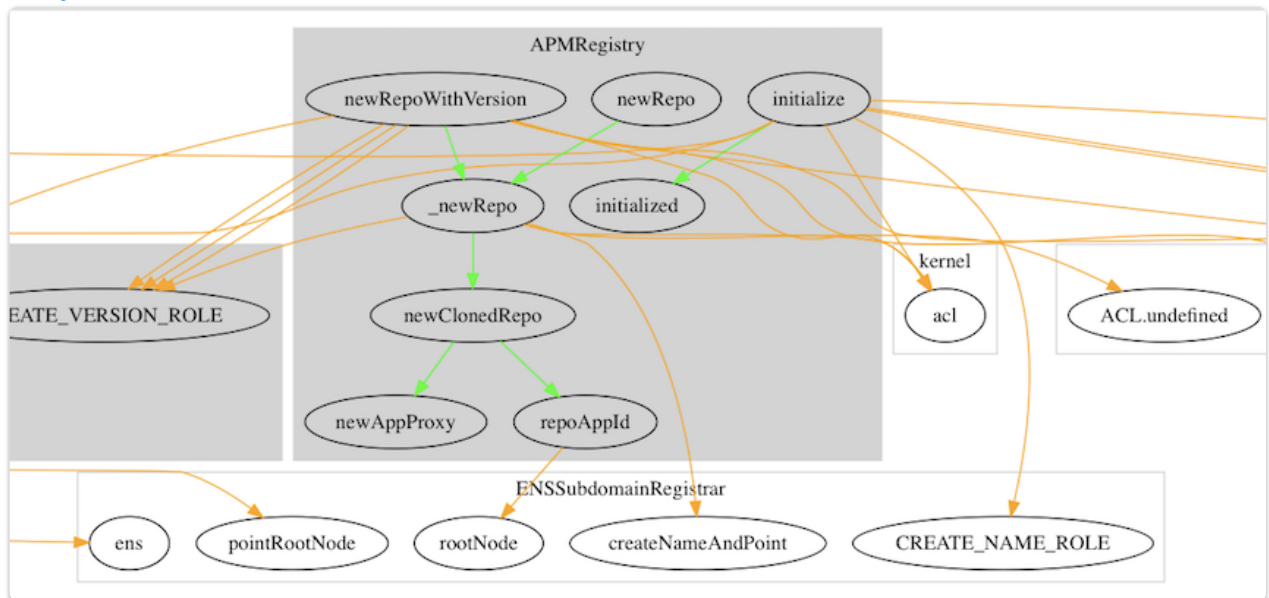 APMRegistry
newRepoWithVersion
newRepo
initialize
_newRepo
initialized
kernel
EATE_VERSION_ROLE
newClonedRepo
acl
ACL.undefined
newAppProxy
repoAppId
ENSSubdomainRegistrar
ens
pointRootNode
rootNode
createNameAndPoint
CREATE_NAME_ROLE